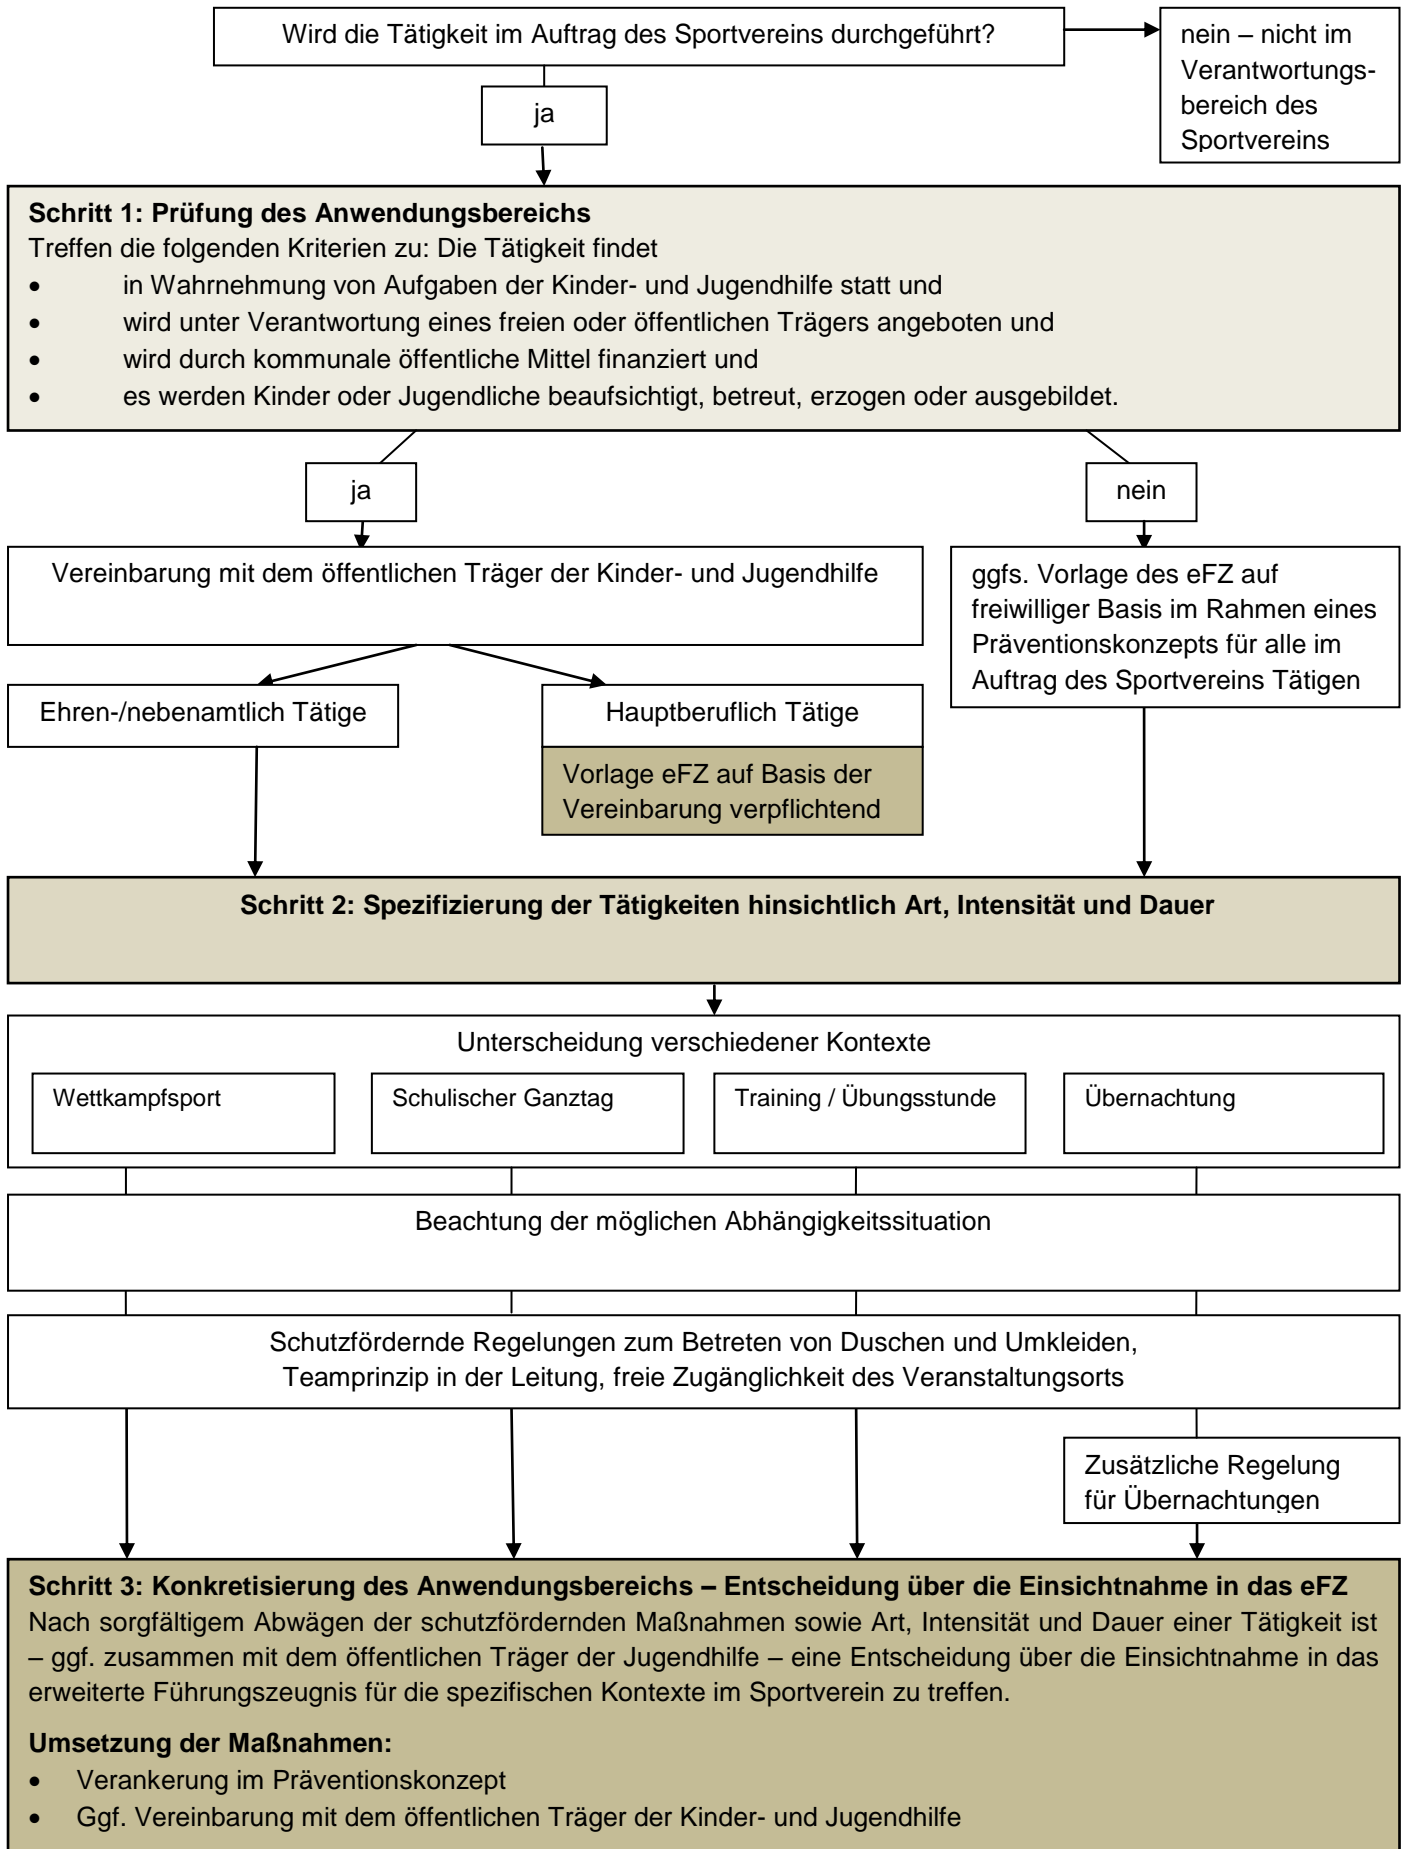 Wird die Tätigkeit im Auftrag des Sportvereins durchgeführt?
nein – nicht im
Verantwortungs-
bereich des
Sportvereins
ja
Schritt 1: Prüfung des Anwendungsbereichs
Treffen die folgenden Kriterien zu: Die Tätigkeit findet
• in Wahrnehmung von Aufgaben der Kinder- und Jugendhilfe statt und
• wird unter Verantwortung eines freien oder öffentlichen Trägers angeboten und
• wird durch kommunale öffentliche Mittel finanziert und
• es werden Kinder oder Jugendliche beaufsichtigt, betreut, erzogen oder ausgebildet.
ja
nein
Vereinbarung mit dem öffentlichen Träger der Kinder- und Jugendhilfe
ggfs. Vorlage des eFZ auf
freiwilliger Basis im Rahmen eines
Präventionskonzepts für alle im
Auftrag des Sportvereins Tätigen
Ehren-/nebenamtlich Tätige
Hauptberuflich Tätige
Vorlage eFZ auf Basis der
Vereinbarung verpflichtend
Schritt 2: Spezifizierung der Tätigkeiten hinsichtlich Art, Intensität und Dauer
Unterscheidung verschiedener Kontexte
Wettkampfsport
Schulischer Ganztag
Training / Übungsstunde
Übernachtung
Beachtung der möglichen Abhängigkeitssituation
Schutzfördernde Regelungen zum Betreten von Duschen und Umkleiden,
Teamprinzip in der Leitung, freie Zugänglichkeit des Veranstaltungsorts
Zusätzliche Regelung
für Übernachtungen
Schritt 3: Konkretisierung des Anwendungsbereichs – Entscheidung über die Einsichtnahme in das eFZ
Nach sorgfältigem Abwägen der schutzfördernden Maßnahmen sowie Art, Intensität und Dauer einer Tätigkeit ist
– ggf. zusammen mit dem öffentlichen Träger der Jugendhilfe – eine Entscheidung über die Einsichtnahme in das
erweiterte Führungszeugnis für die spezifischen Kontexte im Sportverein zu treffen.
Umsetzung der Maßnahmen:
• Verankerung im Präventionskonzept
• Ggf. Vereinbarung mit dem öffentlichen Träger der Kinder- und Jugendhilfe